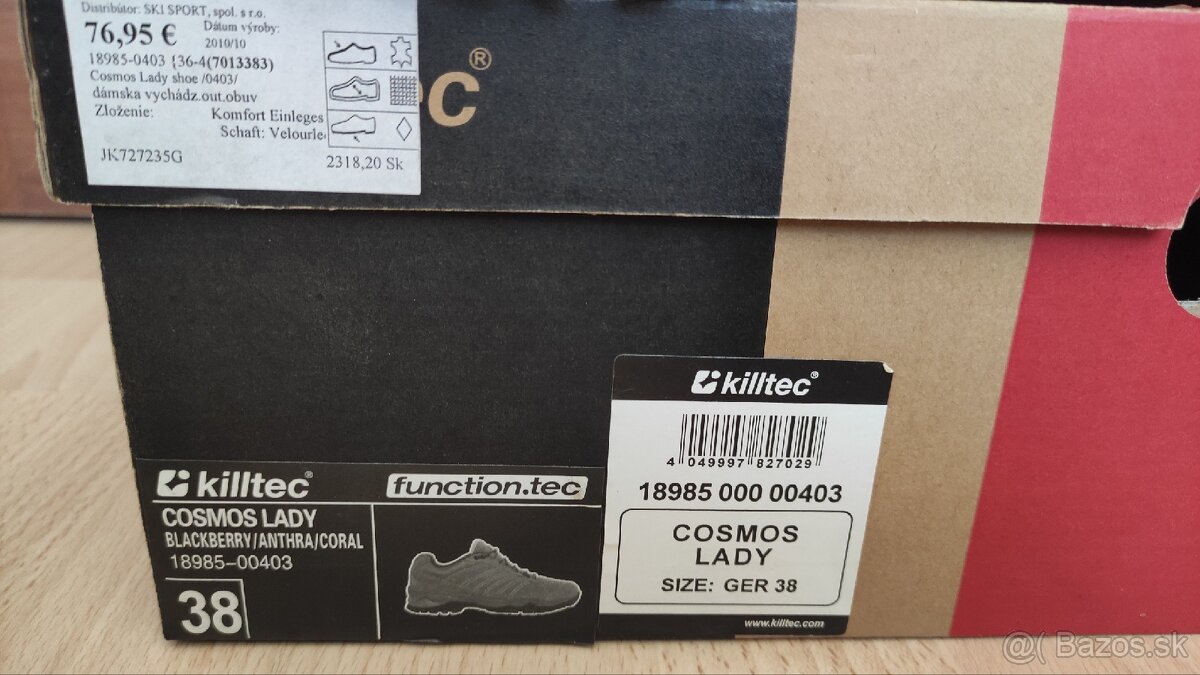 Distribútor: SKI SPORT, spol. s r.o.
76,95 €
Dátum výroby:
2010/10
18985-0403 {36-4(7013383)
Cosmos Lady shoe /0403/
dámska vychádz.out.obuv
Zloženie: Komfort Einleges
Schaft: Velourle
JK727235G
2318,20 Sk
ec®
killtec®
4 049997 827029
18985 000 00403
COSMOS
LADY
SIZE: GER 38
www.killtec.com
killtec®
function.tec
COSMOS LADY
BLACKBERRY/ANTHRA/CORAL
18985-00403
38
@( Bazos.sk